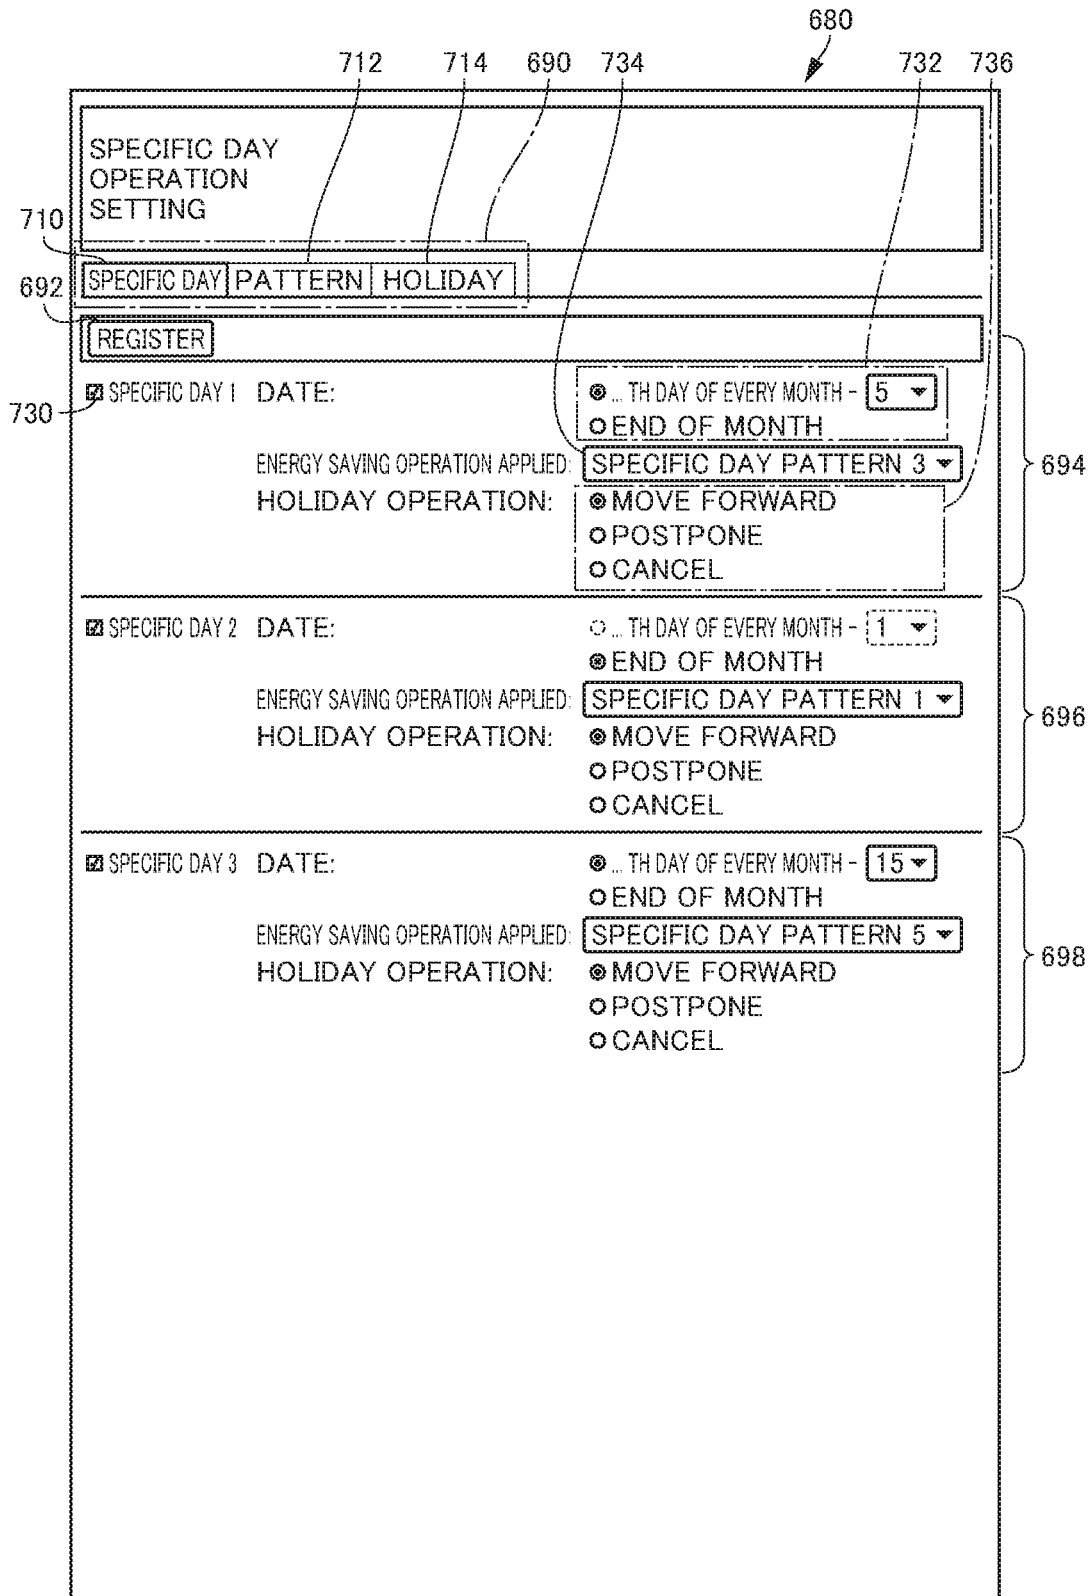 680
712 714 690 734 732 736
SPECIFIC DAY
OPERATION
SETTING
710
SPECIFIC DAY PATTERN HOLIDAY
692
REGISTER
SPECIFIC DAY 1 DATE: ... TH DAY OF EVERY MONTH - 5
730
END OF MONTH
ENERGY SAVING OPERATION APPLIED: SPECIFIC DAY PATTERN 3
694
HOLIDAY OPERATION: MOVE FORWARD
POSTPONE
CANCEL
SPECIFIC DAY 2 DATE: ... TH DAY OF EVERY MONTH - 1
END OF MONTH
ENERGY SAVING OPERATION APPLIED: SPECIFIC DAY PATTERN 1
696
HOLIDAY OPERATION: MOVE FORWARD
POSTPONE
CANCEL
SPECIFIC DAY 3 DATE: ... TH DAY OF EVERY MONTH - 15
END OF MONTH
ENERGY SAVING OPERATION APPLIED: SPECIFIC DAY PATTERN 5
698
HOLIDAY OPERATION: MOVE FORWARD
POSTPONE
CANCEL